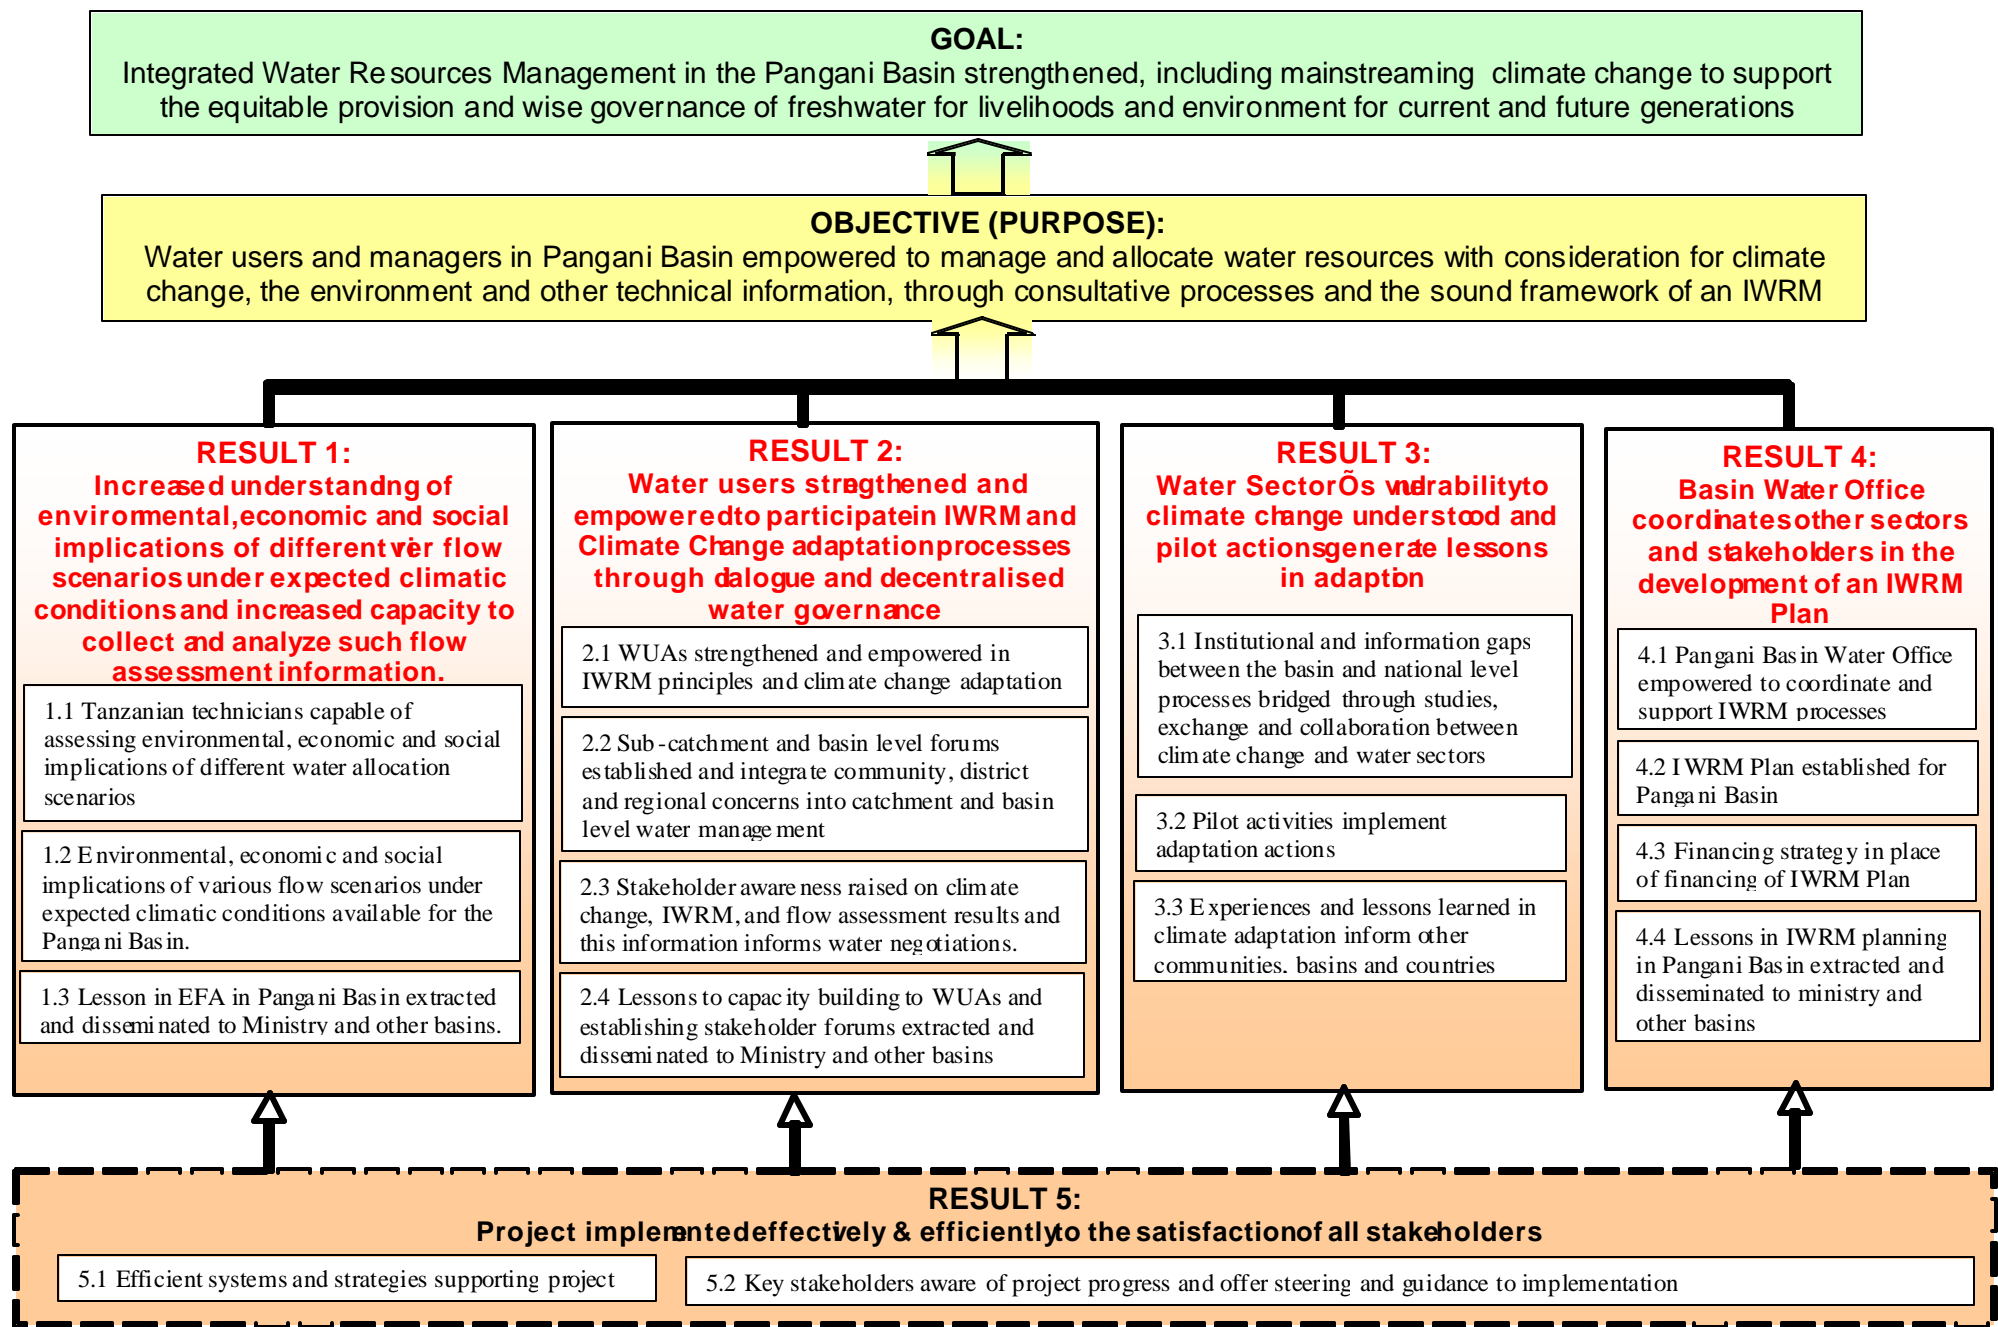 GOAL:
Integrated Water Resources Management in the Pangani Basin strengthened, including mainstreaming climate change to support
the equitable provision and wise governance of freshwater for livelihoods and environment for current and future generations
OBJECTIVE (PURPOSE):
Water users and managers in Pangani Basin empowered to manage and allocate water resources with consideration for climate
change, the environment and other technical information, through consultative processes and the sound framework of an IWRM
RESULT 1:
Increased understanding of
environmental, economic and social
implications of different river flow
scenarios under expected climatic
conditions and increased capacity to
collect and analyze such flow
assessment information.
1.1 Tanzanian technicians capable of
assessing environmental, economic and social
implications of different water allocation
scenarios
1.2 Environmental, economic and social
implications of various flow scenarios under
expected climatic conditions available for the
Pangani Basin.
1.3 Lesson in EFA in Pangani Basin extracted
and disseminated to Ministry and other basins.
RESULT 2:
Water users strengthened and
empowered to participate in IWRM and
Climate Change adaptation processes
through dialogue and decentralised
water governance
2.1 WUAs strengthened and empowered in
IWRM principles and climate change adaptation
2.2 Sub-catchment and basin level forums
established and integrate community, district
and regional concerns into catchment and basin
level water management
2.3 Stakeholder awareness raised on climate
change, IWRM, and flow assessment results and
this information informs water negotiations.
2.4 Lessons to capacity building to WUAs and
establishing stakeholder forums extracted and
disseminated to Ministry and other basins
RESULT 3:
Water SectorÕs vulnerability to
climate change understood and
pilot actions generate lessons
in adaption
3.1 Institutional and information gaps
between the basin and national level
processes bridged through studies,
exchange and collaboration between
climate change and water sectors
3.2 Pilot activities implement
adaptation actions
3.3 Experiences and lessons learned in
climate adaptation inform other
communities, basins and countries
RESULT 4:
Basin Water Office
coordinates other sectors
and stakeholders in the
development of an IWRM
Plan
4.1 Pangani Basin Water Office
empowered to coordinate and
support IWRM processes
4.2 IWRM Plan established for
Pangani Basin
4.3 Financing strategy in place
of financing of IWRM Plan
4.4 Lessons in IWRM planning
in Pangani Basin extracted and
disseminated to ministry and
other basins
RESULT 5:
Project implemented effectively & efficiently to the satisfaction of all stakeholders
5.1 Efficient systems and strategies supporting project
5.2 Key stakeholders aware of project progress and offer steering and guidance to implementation